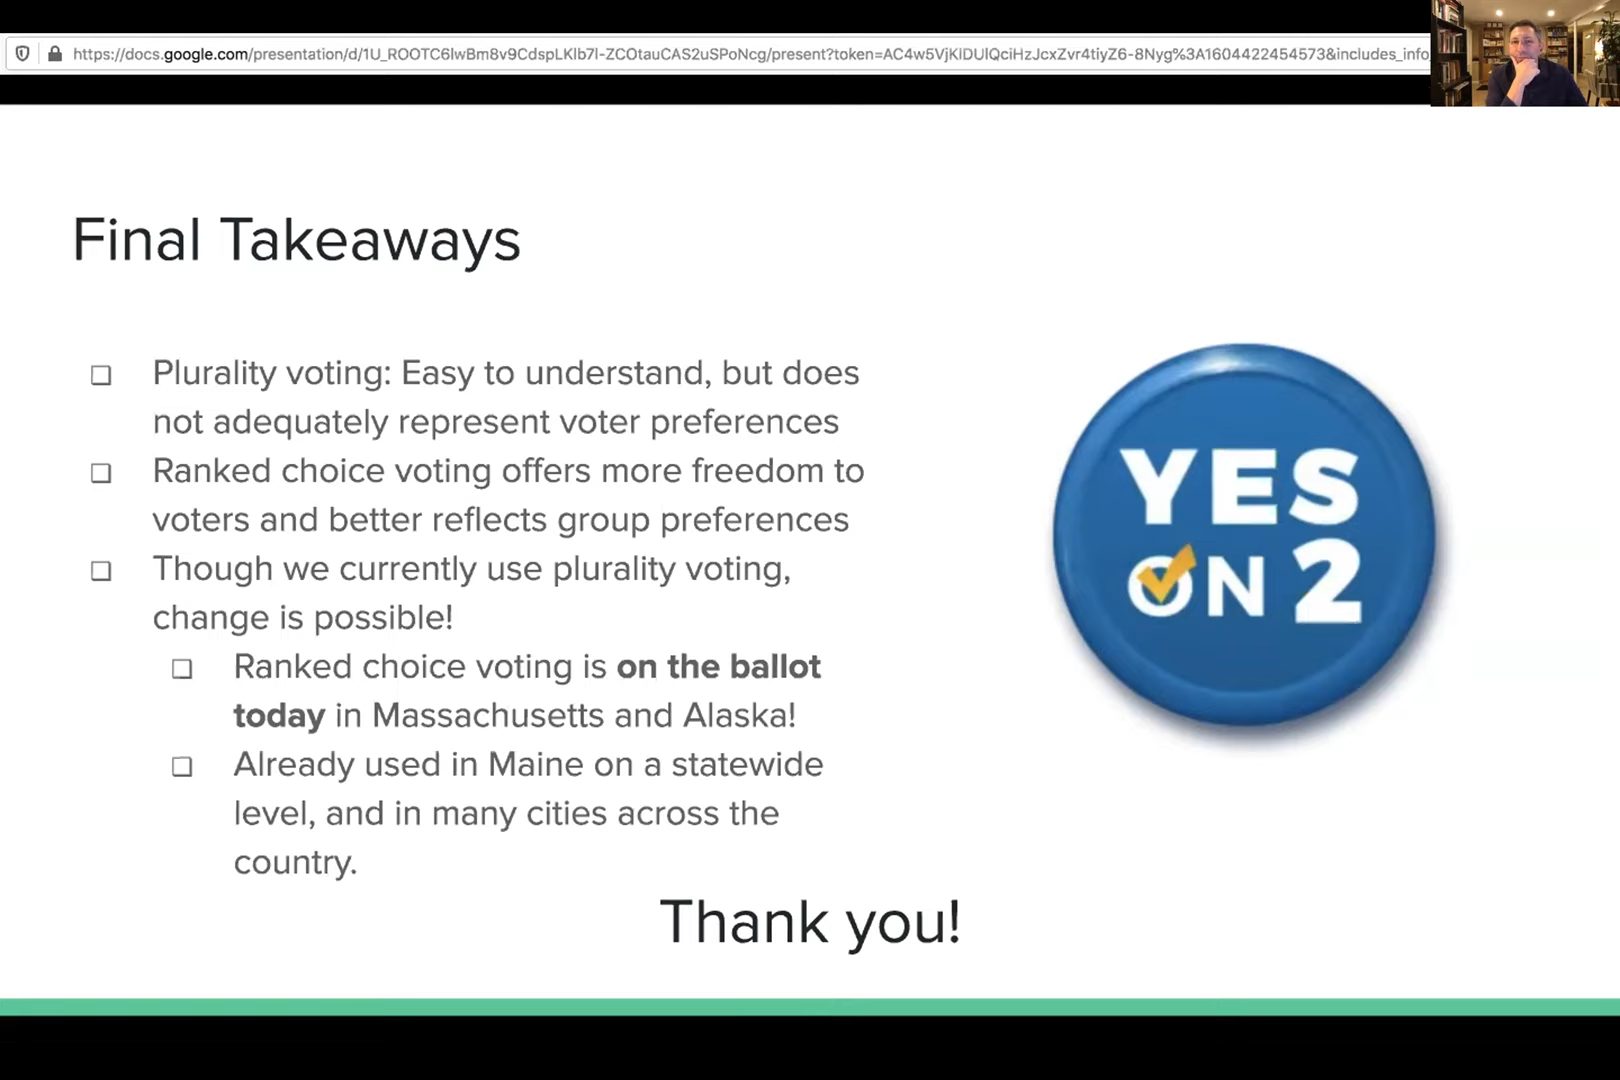 https://docs.google.com/presentation/d/1U_ROOTC6lwBm8v9CdspLKlb7l-ZCOtauCAS2uSPoNcg/present?token=AC4w5VjKiDUlQciHzJcxZvr4tiyZ6-8Nyg%3A1604422454573&includes_info
Final Takeaways
❏ Plurality voting: Easy to understand, but does
not adequately represent voter preferences
❏ Ranked choice voting offers more freedom to
voters and better reflects group preferences
❏ Though we currently use plurality voting,
change is possible!
❏ Ranked choice voting is on the ballot
today in Massachusetts and Alaska!
❏ Already used in Maine on a statewide
level, and in many cities across the
country.
YES
ON 2
Thank you!